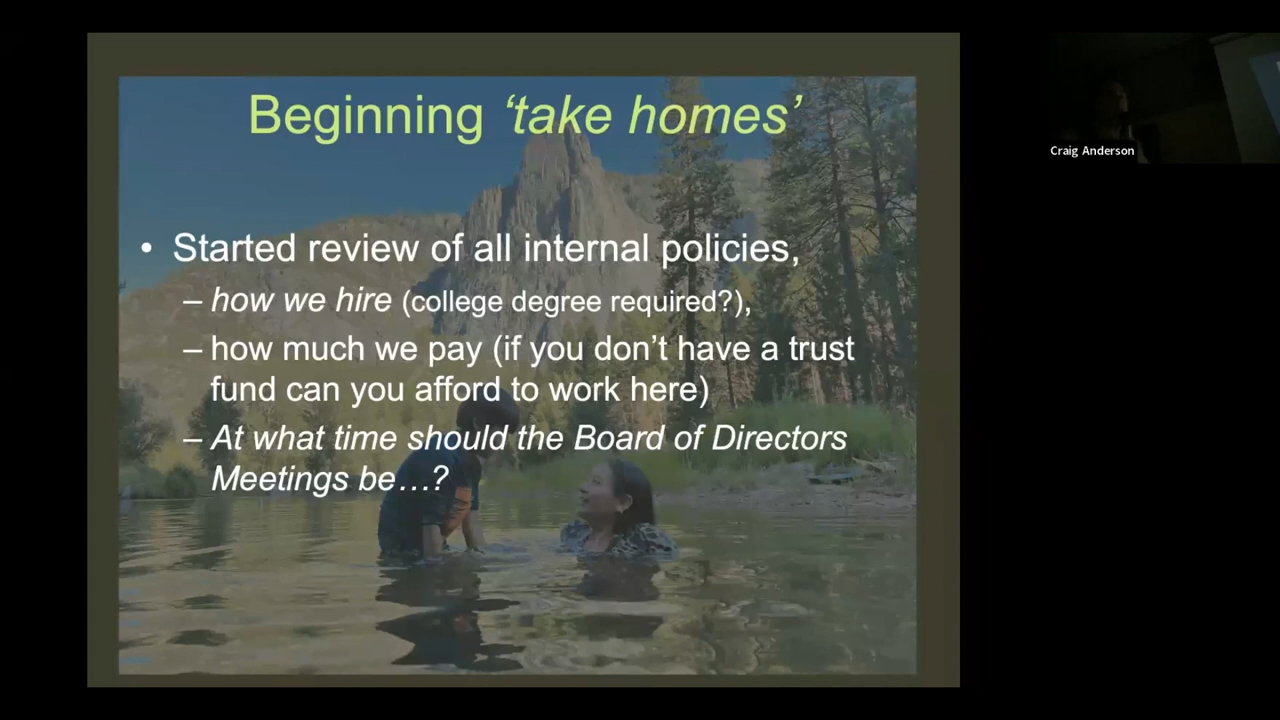 Beginning ‘take homes’
• Started review of all internal policies,
– how we hire (college degree required?),
– how much we pay (if you don’t have a trust
fund can you afford to work here)
– At what time should the Board of Directors
Meetings be…?
Craig Anderson